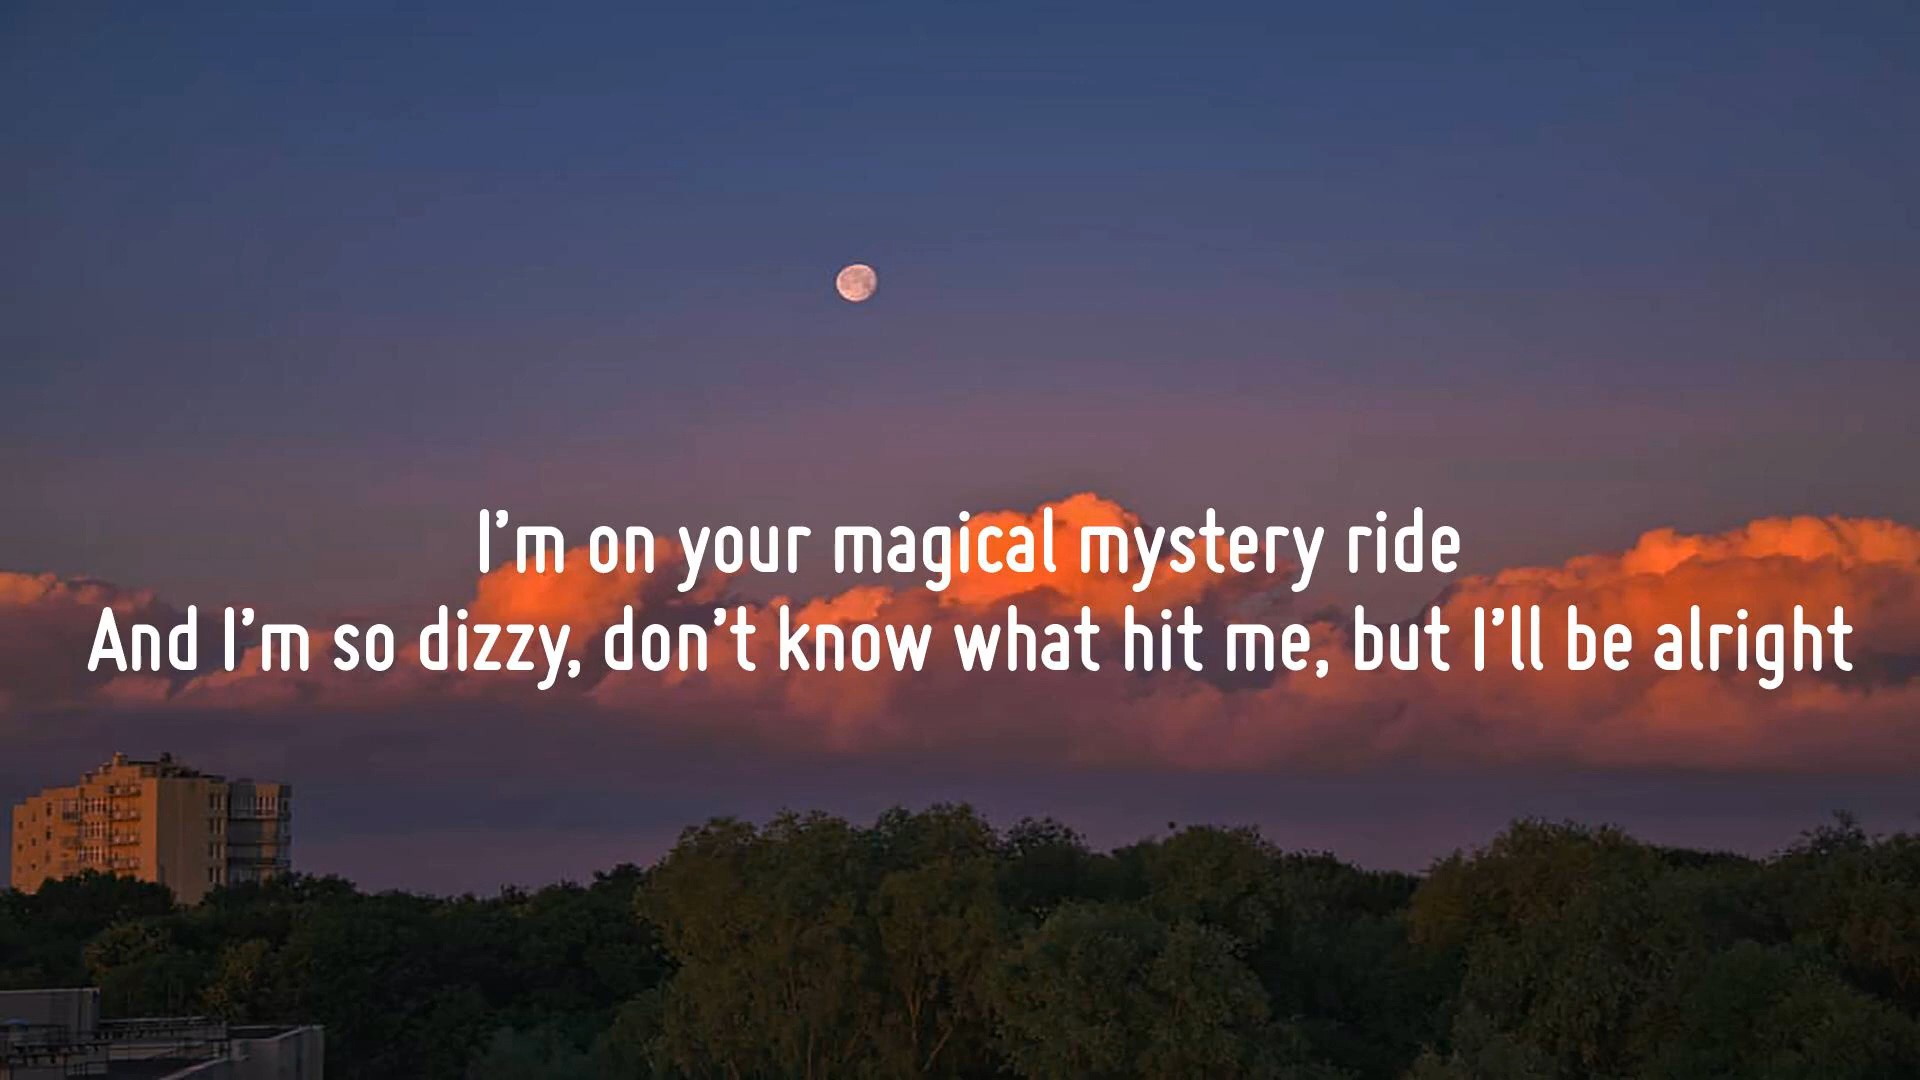 I'm on your magical mystery ride
And I'm so dizzy, don't know what hit me, but I'll be alright